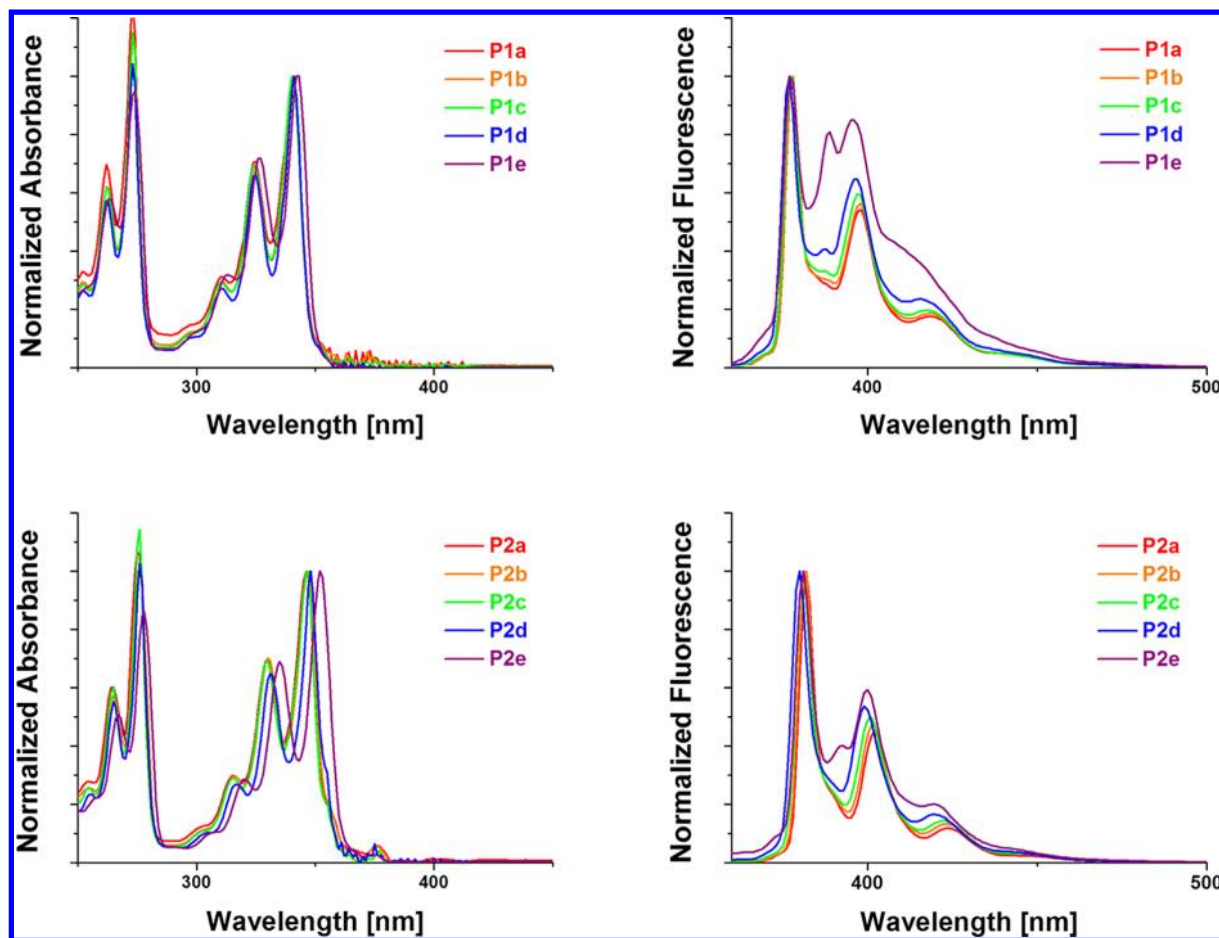 Normalized Absorbance
P1a
P1b
P1c
P1d
P1e
300
400
Wavelength [nm]
Normalized Fluorescence
P1a
P1b
P1c
P1d
P1e
400
500
Wavelength [nm]
Normalized Absorbance
P2a
P2b
P2c
P2d
P2e
300
400
Wavelength [nm]
Normalized Fluorescence
P2a
P2b
P2c
P2d
P2e
400
500
Wavelength [nm]